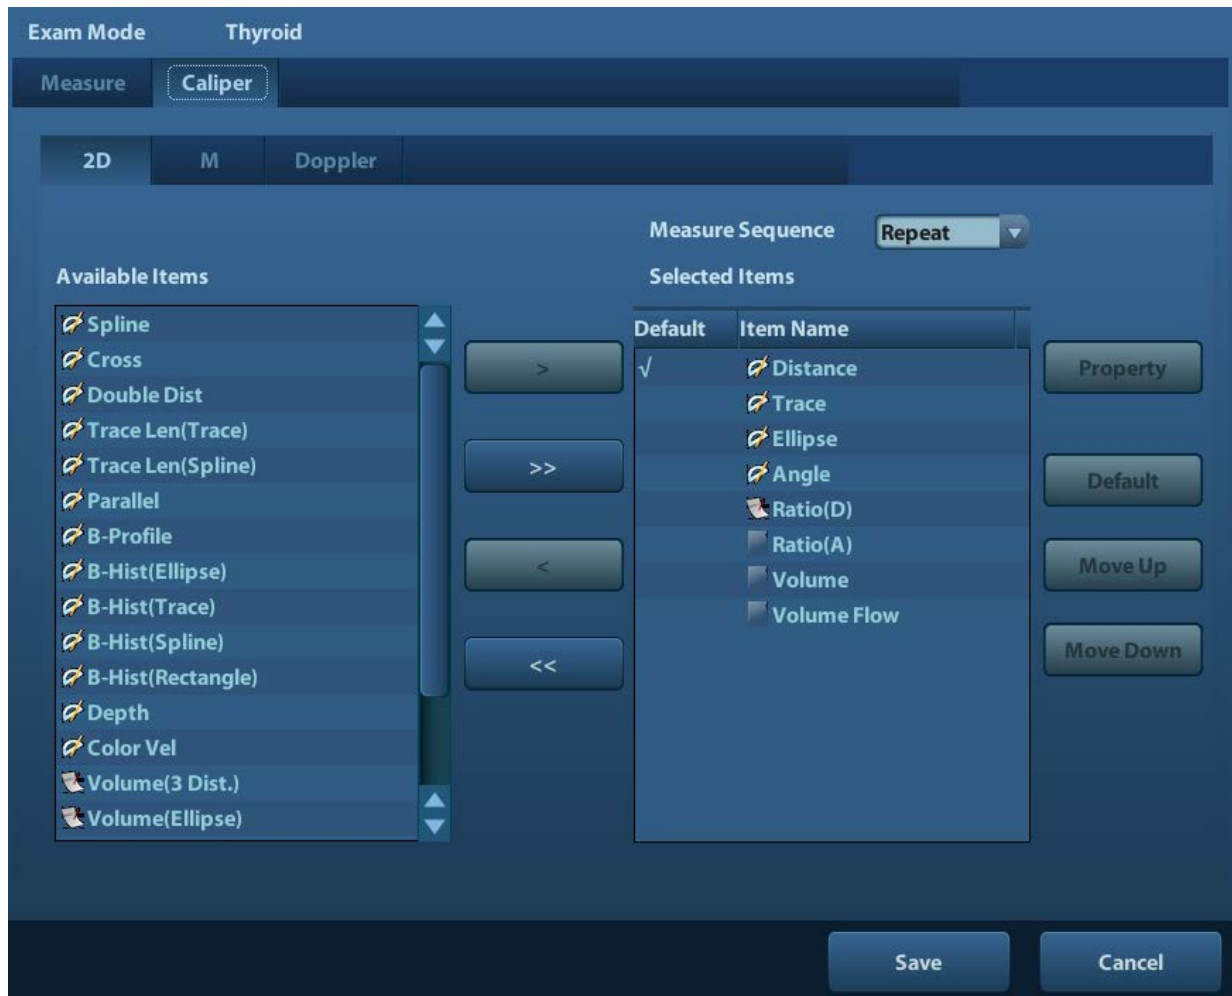 Exam Mode Thyroid
Measure Caliper
2D M Doppler
Measure Sequence Repeat
Available Items
Selected Items
Spline
Cross
Double Dist
Trace Len(Trace)
Trace Len(Spline)
Parallel
B-Profile
B-Hist(Ellipse)
B-Hist(Trace)
B-Hist(Spline)
B-Hist(Rectangle)
Depth
Color Vel
Volume(3 Dist.)
Volume(Ellipse)
>
>>
<
<<
Default Item Name
√ Distance
Trace
Ellipse
Angle
Ratio(D)
Ratio(A)
Volume
Volume Flow
Property
Default
Move Up
Move Down
Save Cancel